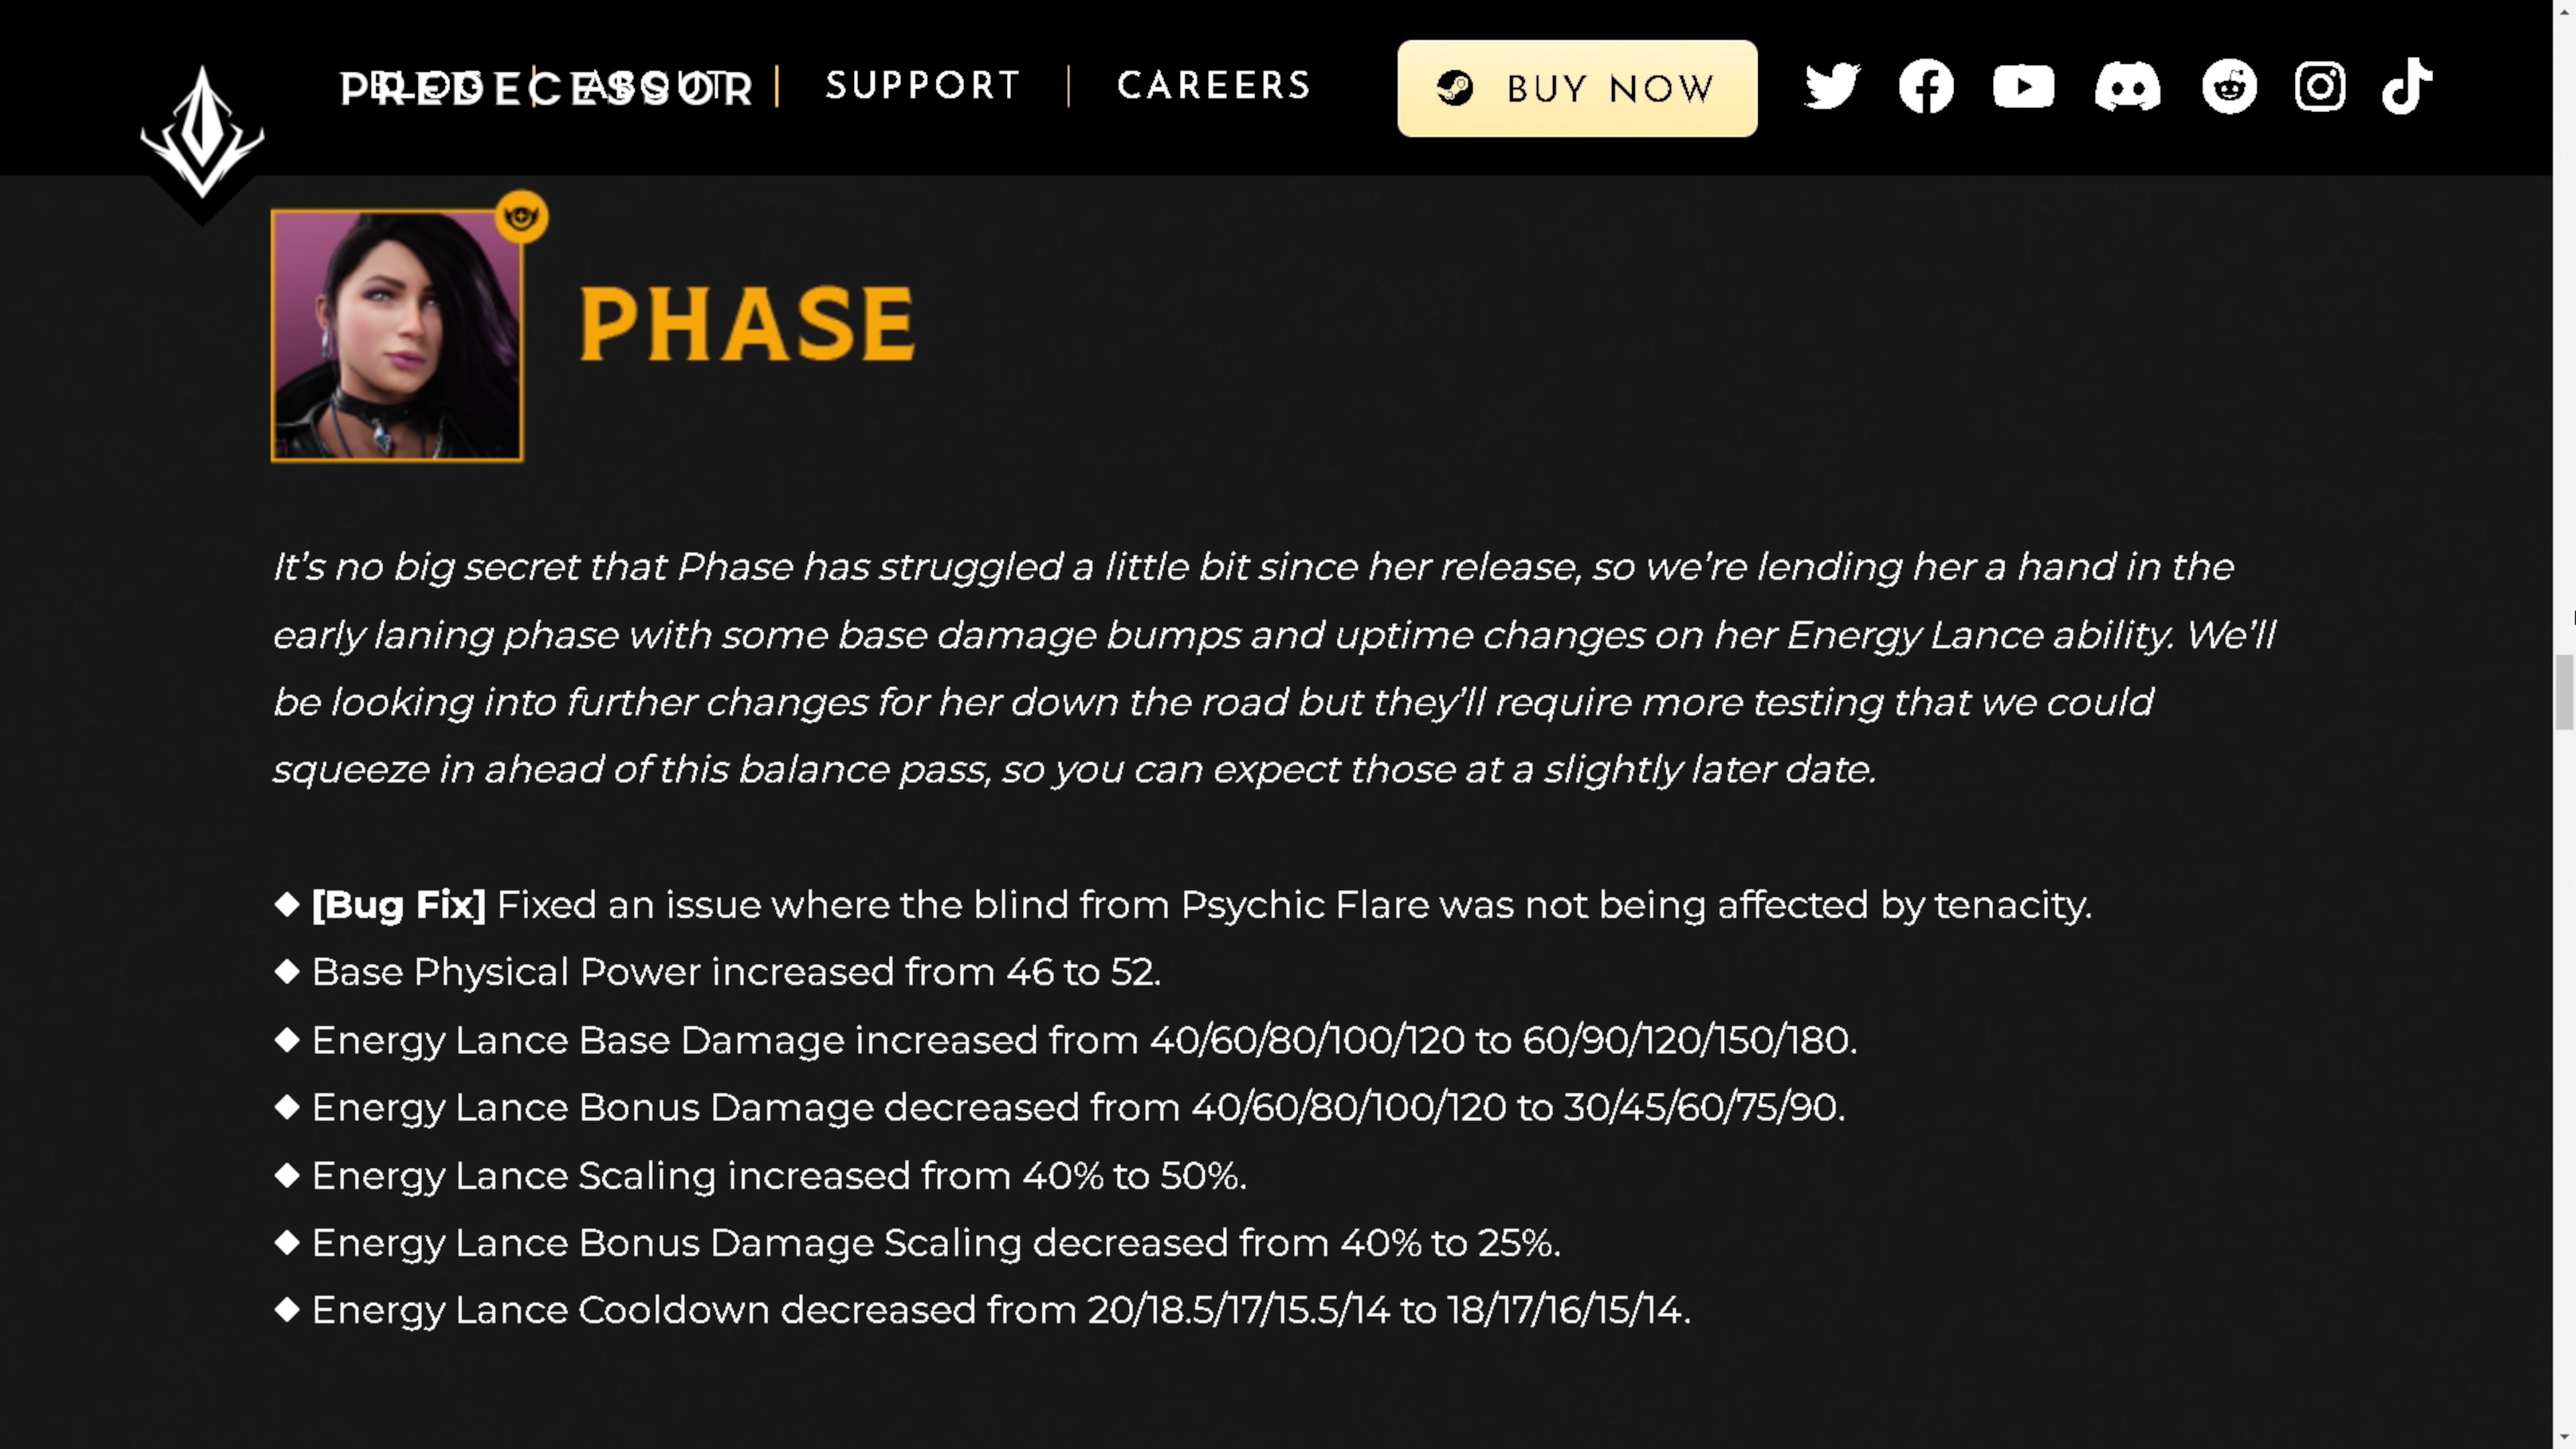 PREDECESSOR
BLOG | ABOUT | SUPPORT | CAREERS
BUY NOW
PHASE
It’s no big secret that Phase has struggled a little bit since her release, so we’re lending her a hand in the
early laning phase with some base damage bumps and uptime changes on her Energy Lance ability. We’ll
be looking into further changes for her down the road but they’ll require more testing that we could
squeeze in ahead of this balance pass, so you can expect those at a slightly later date.
◆ [Bug Fix] Fixed an issue where the blind from Psychic Flare was not being affected by tenacity.
◆ Base Physical Power increased from 46 to 52.
◆ Energy Lance Base Damage increased from 40/60/80/100/120 to 60/90/120/150/180.
◆ Energy Lance Bonus Damage decreased from 40/60/80/100/120 to 30/45/60/75/90.
◆ Energy Lance Scaling increased from 40% to 50%.
◆ Energy Lance Bonus Damage Scaling decreased from 40% to 25%.
◆ Energy Lance Cooldown decreased from 20/18.5/17/15.5/14 to 18/17/16/15/14.